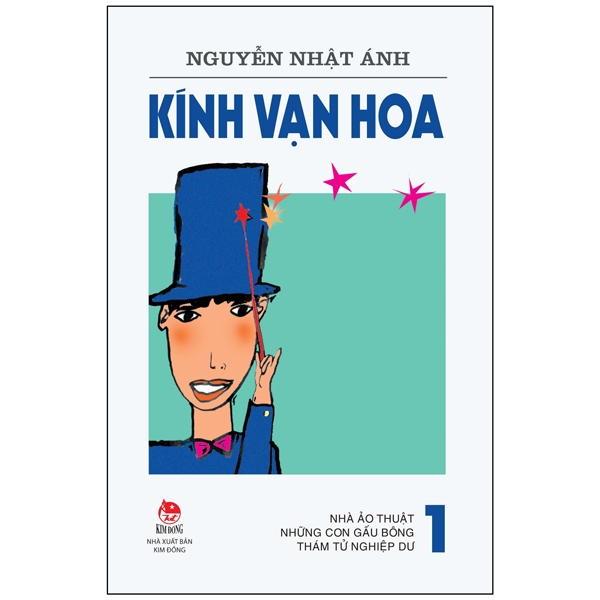 NGUYỄN NHẬT ÁNH
KÍNH VẠN HOA
NHÀ ẢO THUẬT
NHỮNG CON GẤU BÔNG
THÁM TỬ NGHIỆP DƯ
1
KIM ĐỒNG
NHÀ XUẤT BẢN
KIM ĐỒNG